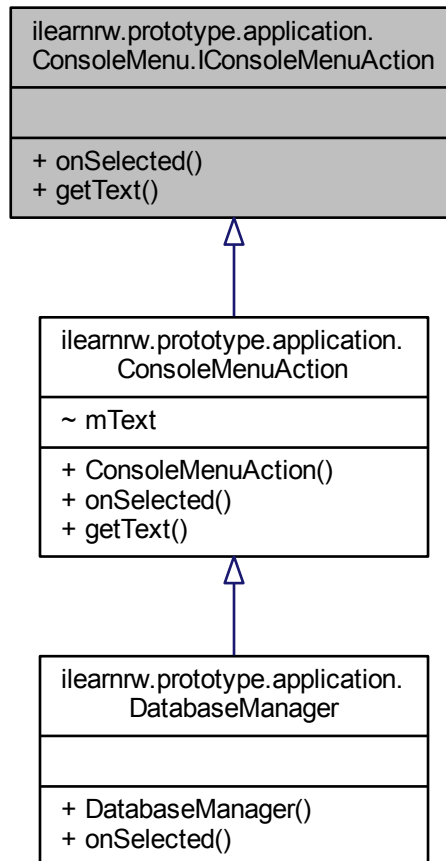 ilearnrw.prototype.application.
ConsoleMenu.IConsoleMenuAction
+ onSelected()
+ getText()
ilearnrw.prototype.application.
ConsoleMenuAction
~ mText
+ ConsoleMenuAction()
+ onSelected()
+ getText()
ilearnrw.prototype.application.
DatabaseManager
+ DatabaseManager()
+ onSelected()